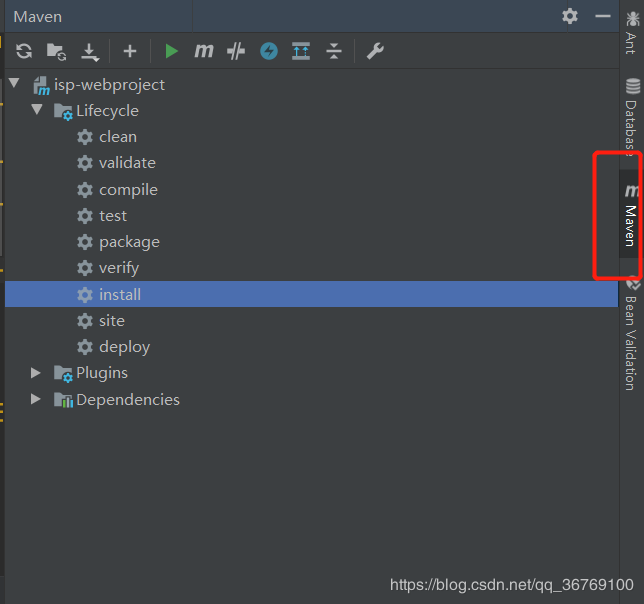 Maven
isp-webproject
Lifecycle
clean
validate
compile
test
package
verify
install
site
deploy
Plugins
Dependencies
Ant
Database
Maven
Bean Validation
https://blog.csdn.net/qq_36769100